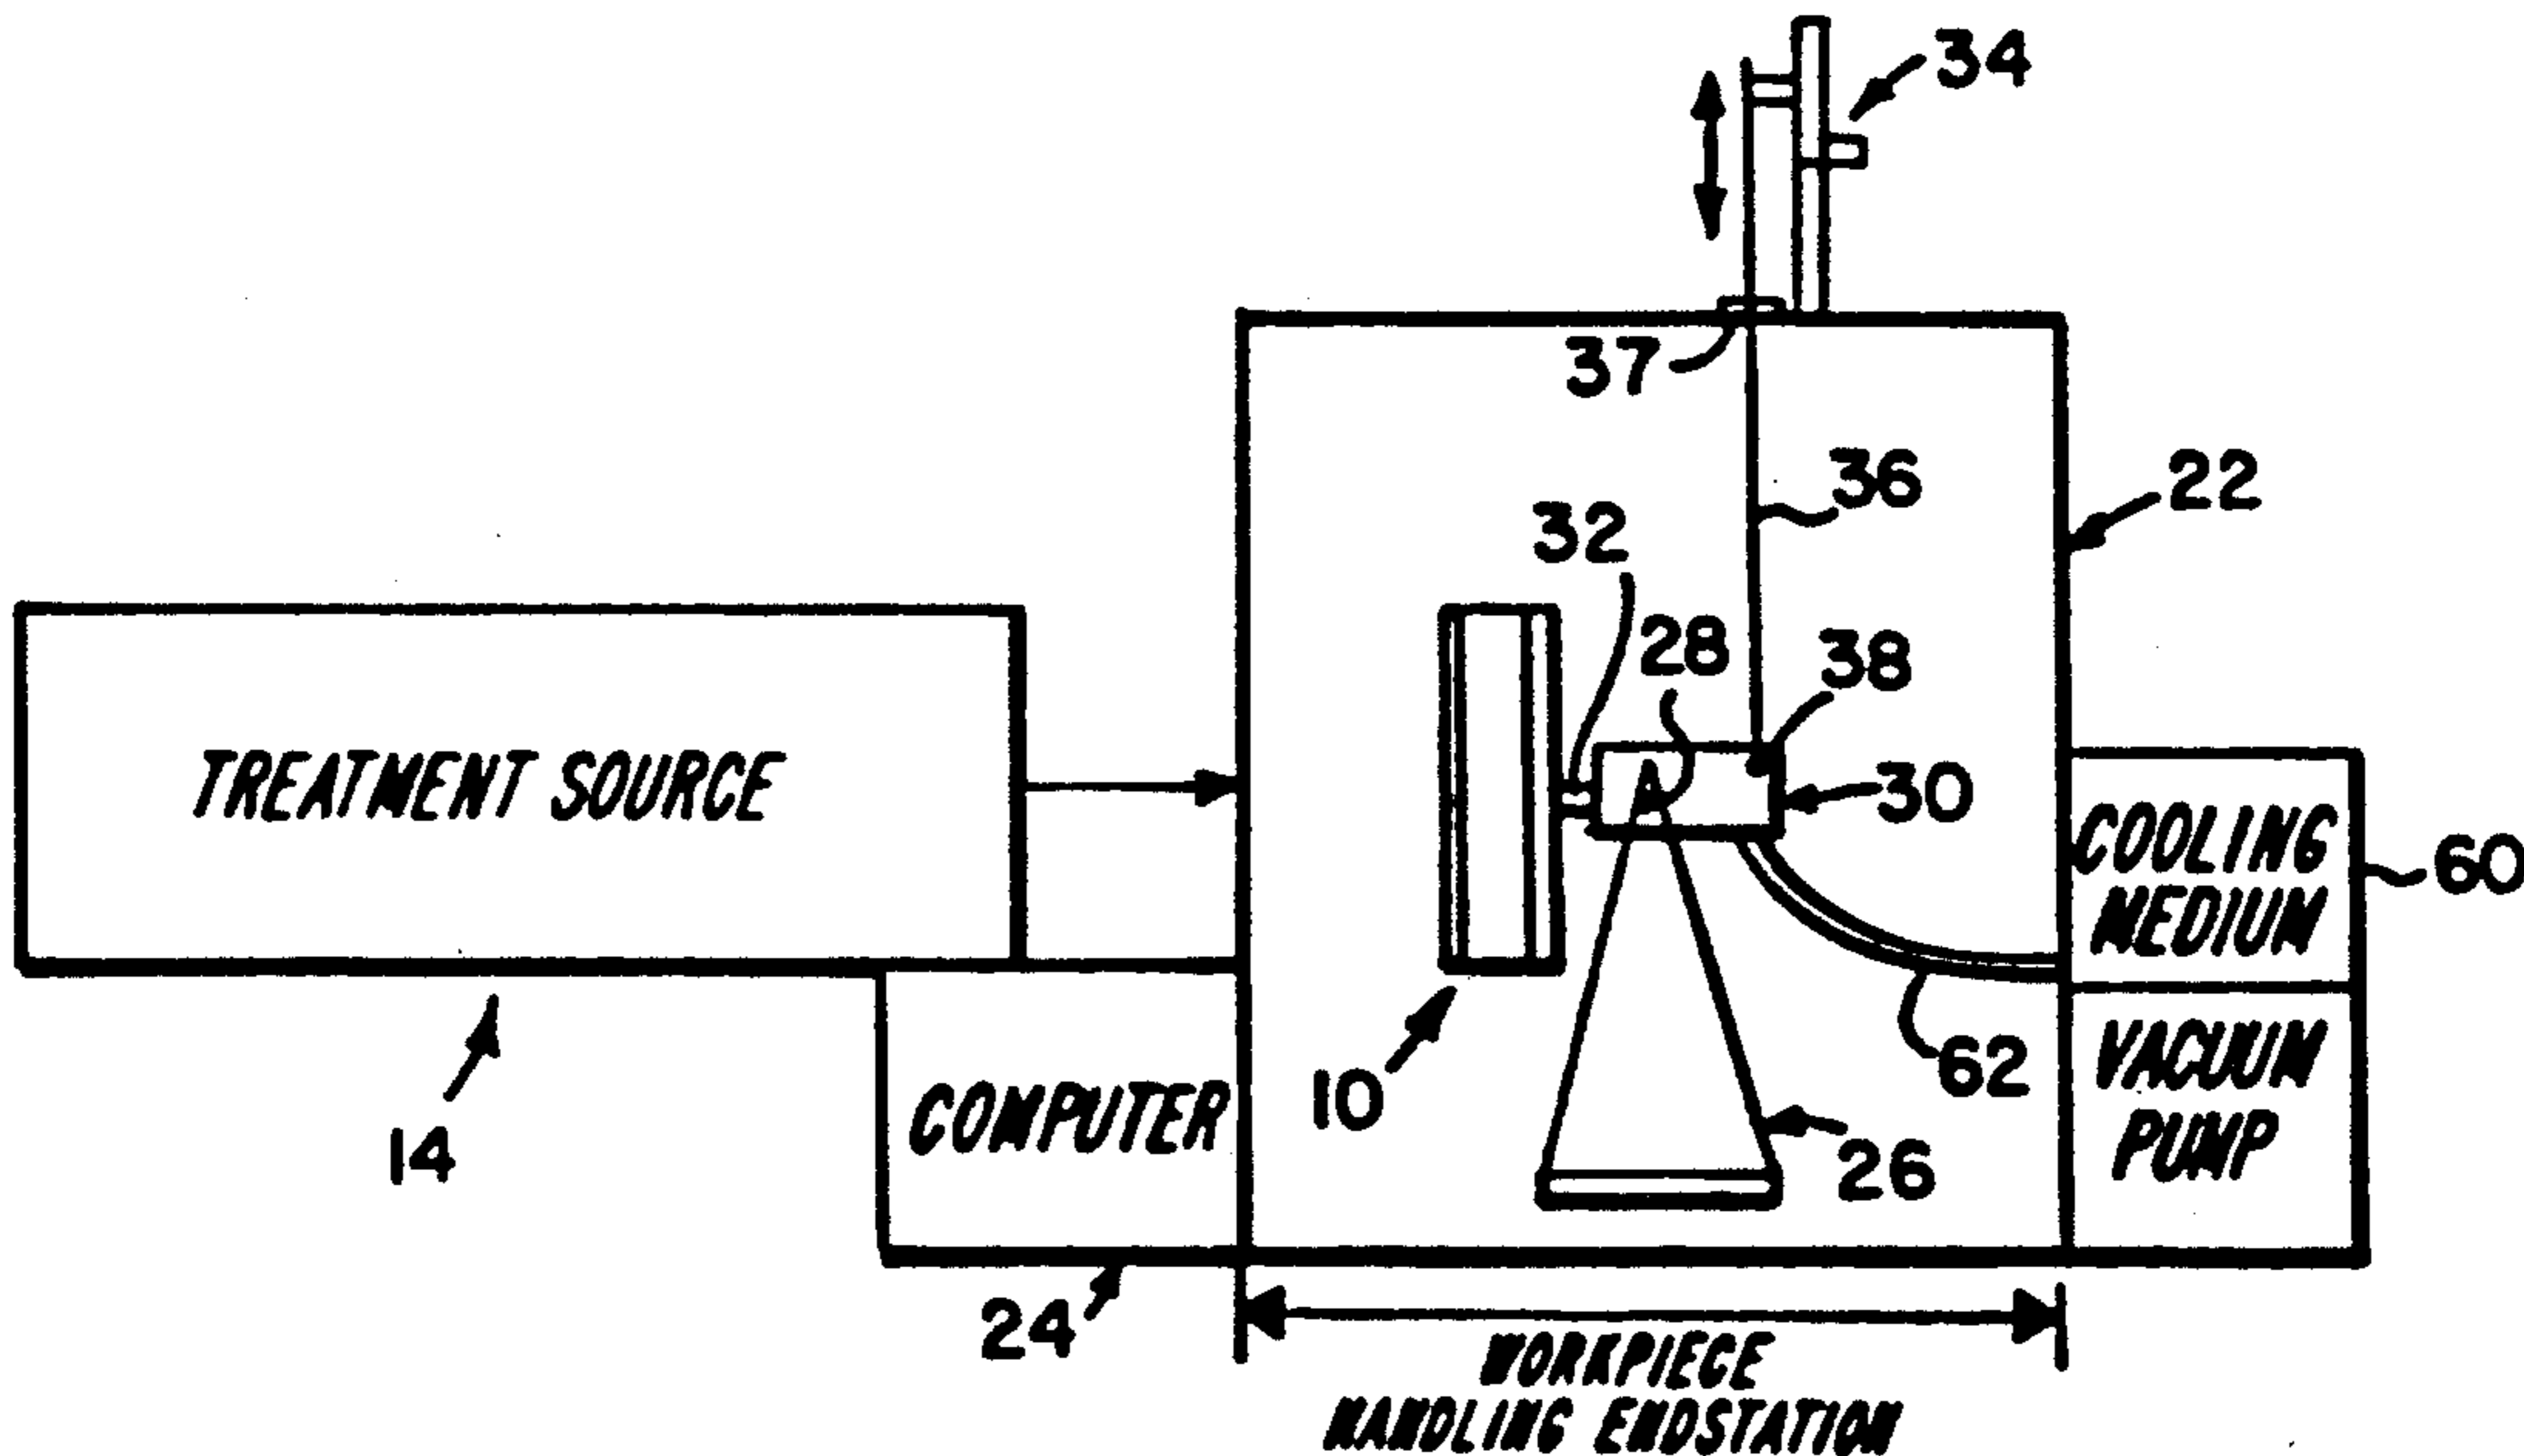 34
37
36
22
32
28
38
TREATMENT SOURCE
30
COOLING
MEDIUM
60
10
62
VACUUM
PUMP
14
COMPUTER
26
24
WORKPIECE
HANDLING ENDSTATION